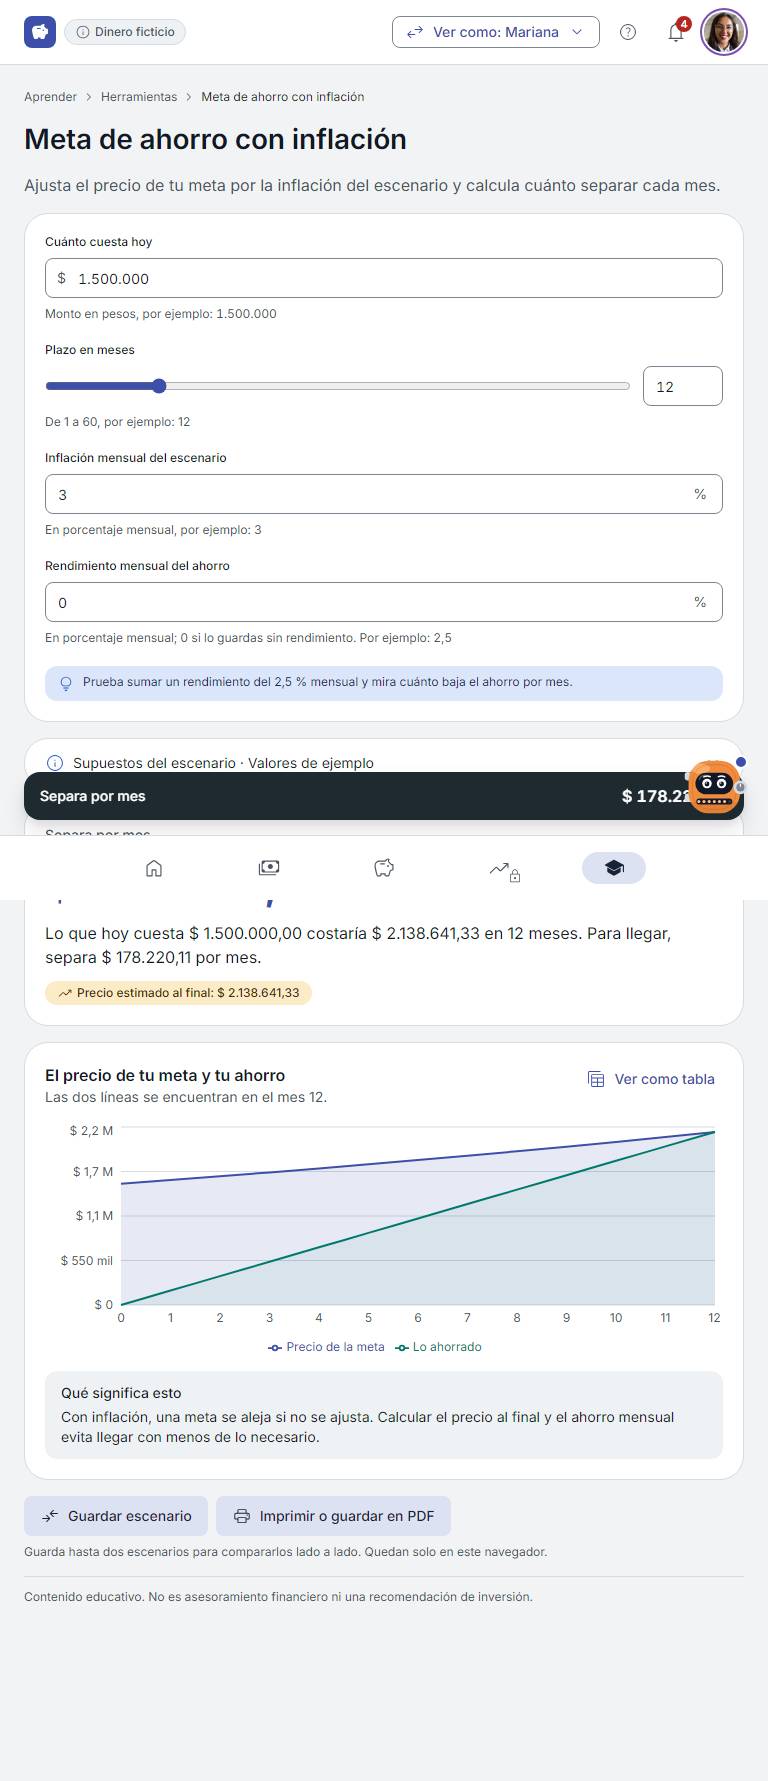 Dinero ficticio
Ver como: Mariana
4
Aprender
Herramientas
Meta de ahorro con inflación
Meta de ahorro con inflación
Ajusta el precio de tu meta por la inflación del escenario y calcula cuánto separar cada mes.
Cuánto cuesta hoy
$ 1.500.000
Monto en pesos, por ejemplo: 1.500.000
Plazo en meses
12
De 1 a 60, por ejemplo: 12
Inflación mensual del escenario
3 %
En porcentaje mensual, por ejemplo: 3
Rendimiento mensual del ahorro
0 %
En porcentaje mensual; 0 si lo guardas sin rendimiento. Por ejemplo: 2,5
Prueba sumar un rendimiento del 2,5 % mensual y mira cuánto baja el ahorro por mes.
Supuestos del escenario · Valores de ejemplo
Separa por mes
$ 178.22
Separa por mes
Lo que hoy cuesta $ 1.500.000,00 costaría $ 2.138.641,33 en 12 meses. Para llegar,
separa $ 178.220,11 por mes.
Precio estimado al final: $ 2.138.641,33
El precio de tu meta y tu ahorro
Ver como tabla
Las dos líneas se encuentran en el mes 12.
$ 2,2 M
$ 1,7 M
$ 1,1 M
$ 550 mil
$ 0
0 1 2 3 4 5 6 7 8 9 10 11 12
Precio de la meta
Lo ahorrado
Qué significa esto
Con inflación, una meta se aleja si no se ajusta. Calcular el precio al final y el ahorro mensual
evita llegar con menos de lo necesario.
Guardar escenario
Imprimir o guardar en PDF
Guarda hasta dos escenarios para compararlos lado a lado. Quedan solo en este navegador.
Contenido educativo. No es asesoramiento financiero ni una recomendación de inversión.